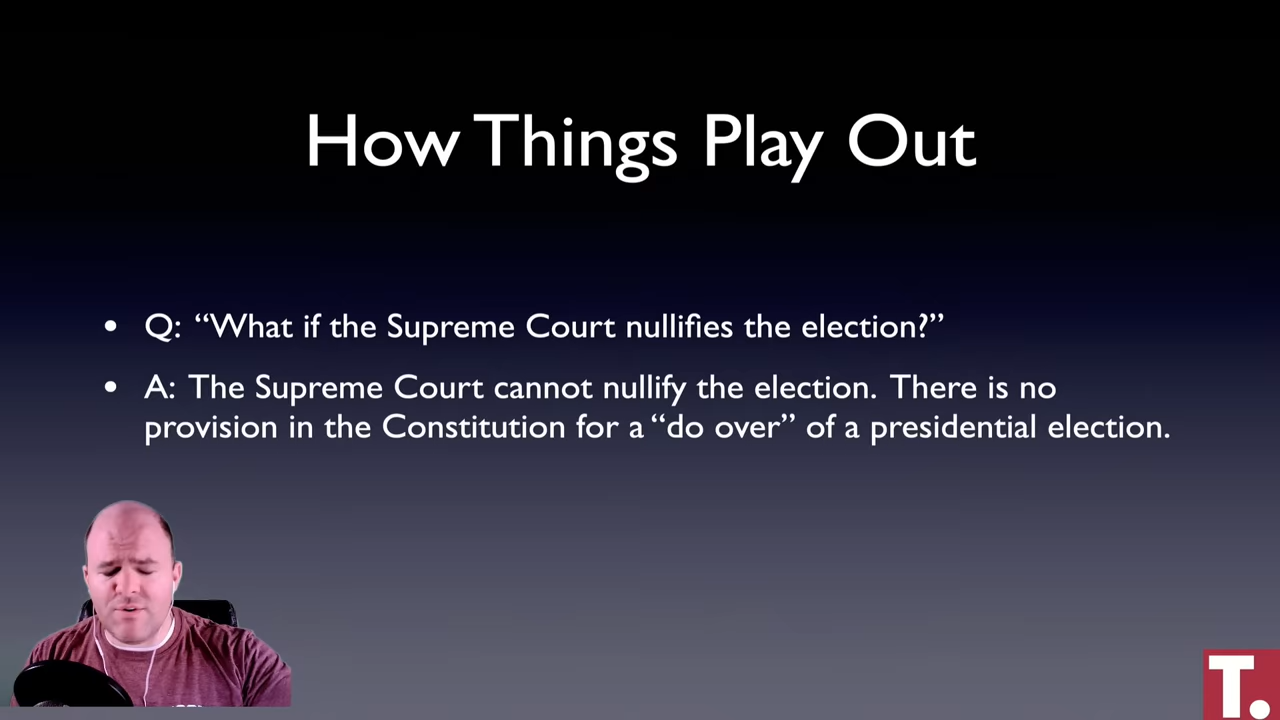 How Things Play Out
• Q: “What if the Supreme Court nullifies the election?”
• A: The Supreme Court cannot nullify the election. There is no
provision in the Constitution for a “do over” of a presidential election.
T.